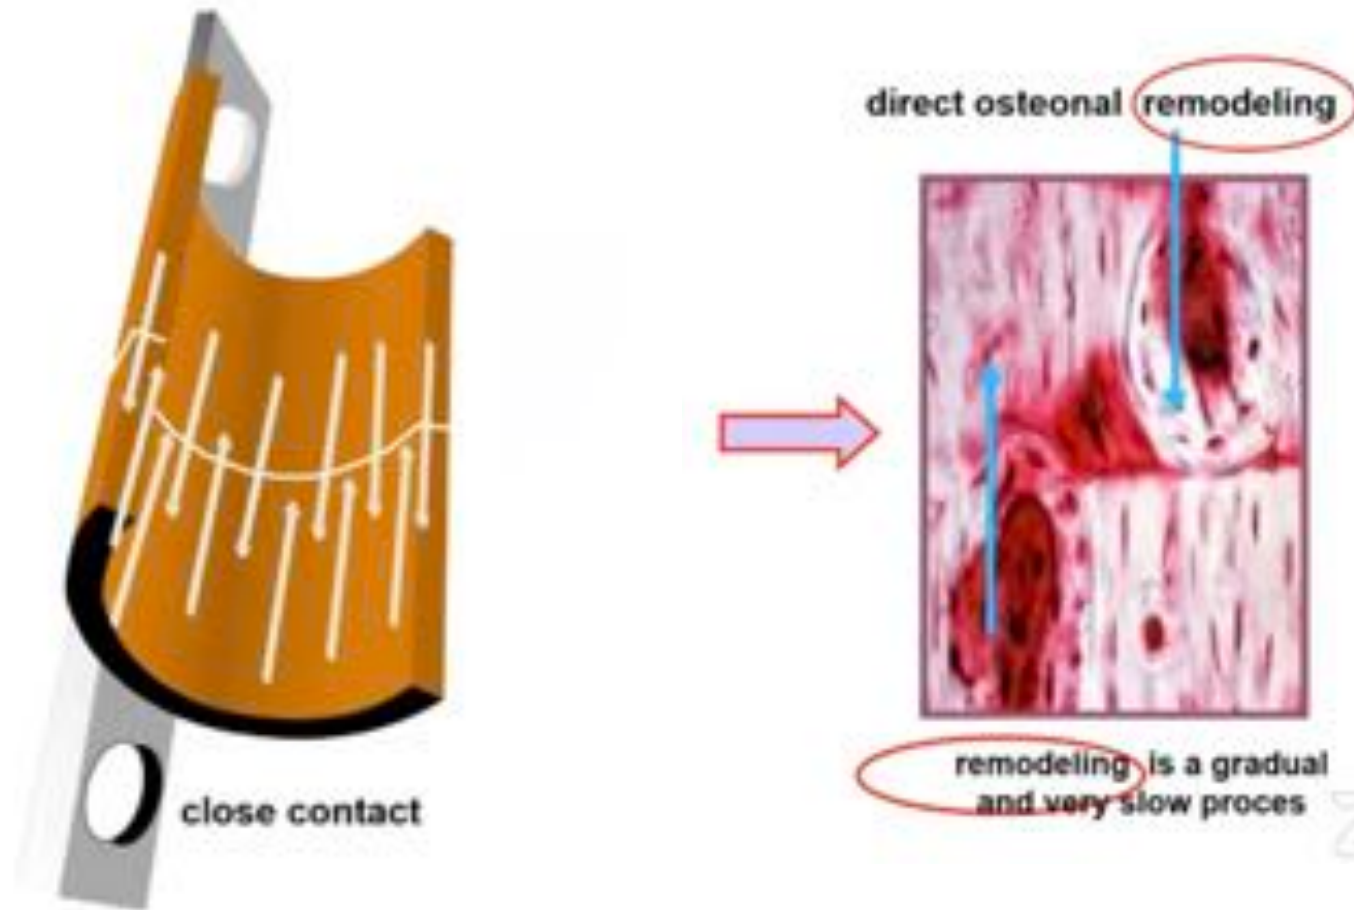 direct osteonal remodeling
close contact
remodeling is a gradual
and very slow proces